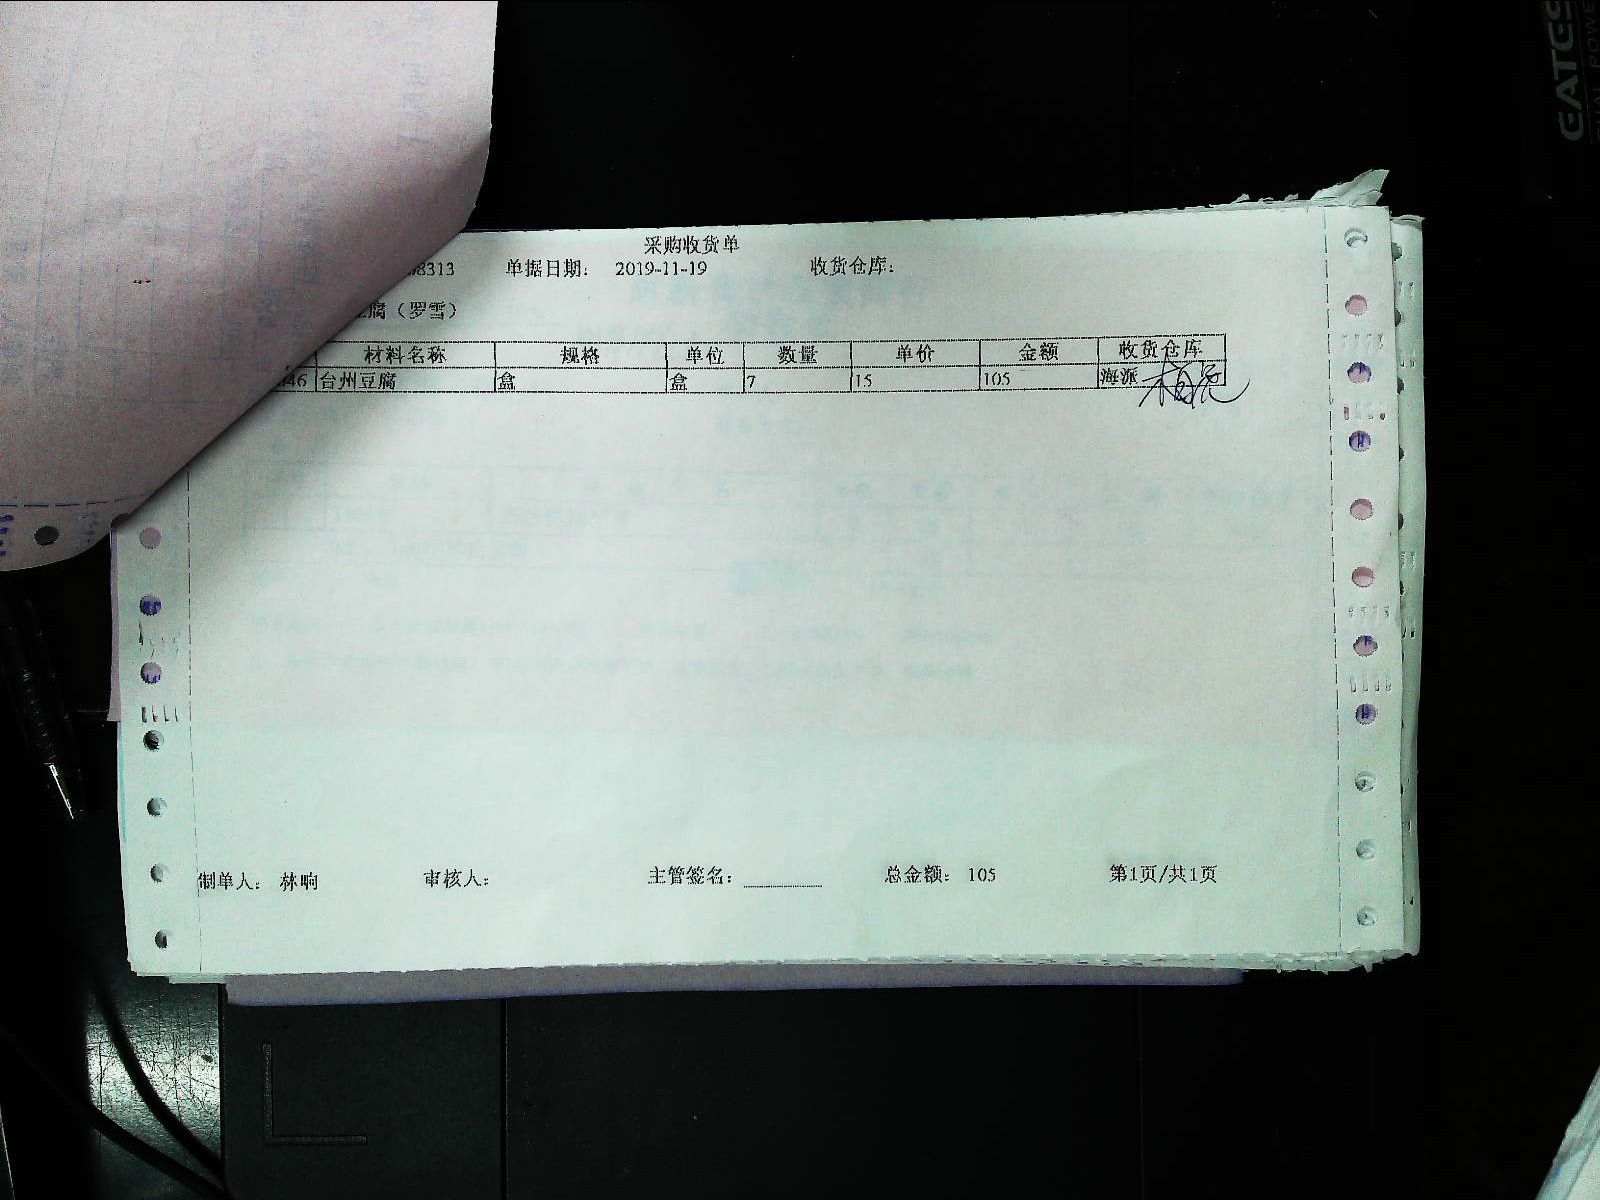 采购收货单
08313 单据日期： 2019-11-19 收货仓库：
腐（罗雪）
材料名称 规格 单位 数量 单价 金额 收货仓库
046 台州豆腐 盒 盒 7 15 105 海派
制单人： 林响 审核人： 主管签名： 总金额： 105 第1页/共1页
EATES